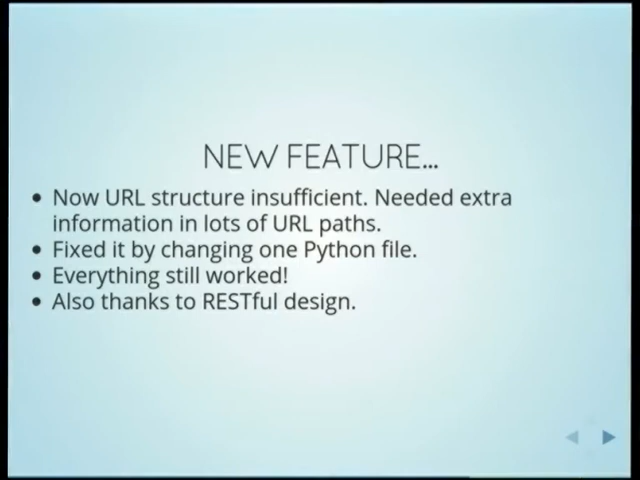 NEW FEATURE...
• Now URL structure insufficient. Needed extra
information in lots of URL paths.
• Fixed it by changing one Python file.
• Everything still worked!
• Also thanks to RESTful design.